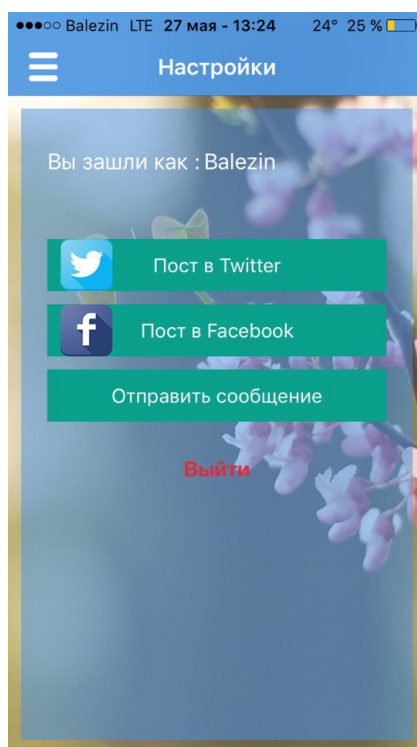 Balezin LTE 27 мая - 13:24 24° 25 %
Настройки
Вы зашли как : Balezin
Пост в Twitter
f Пост в Facebook
Отправить сообщение
Выйти